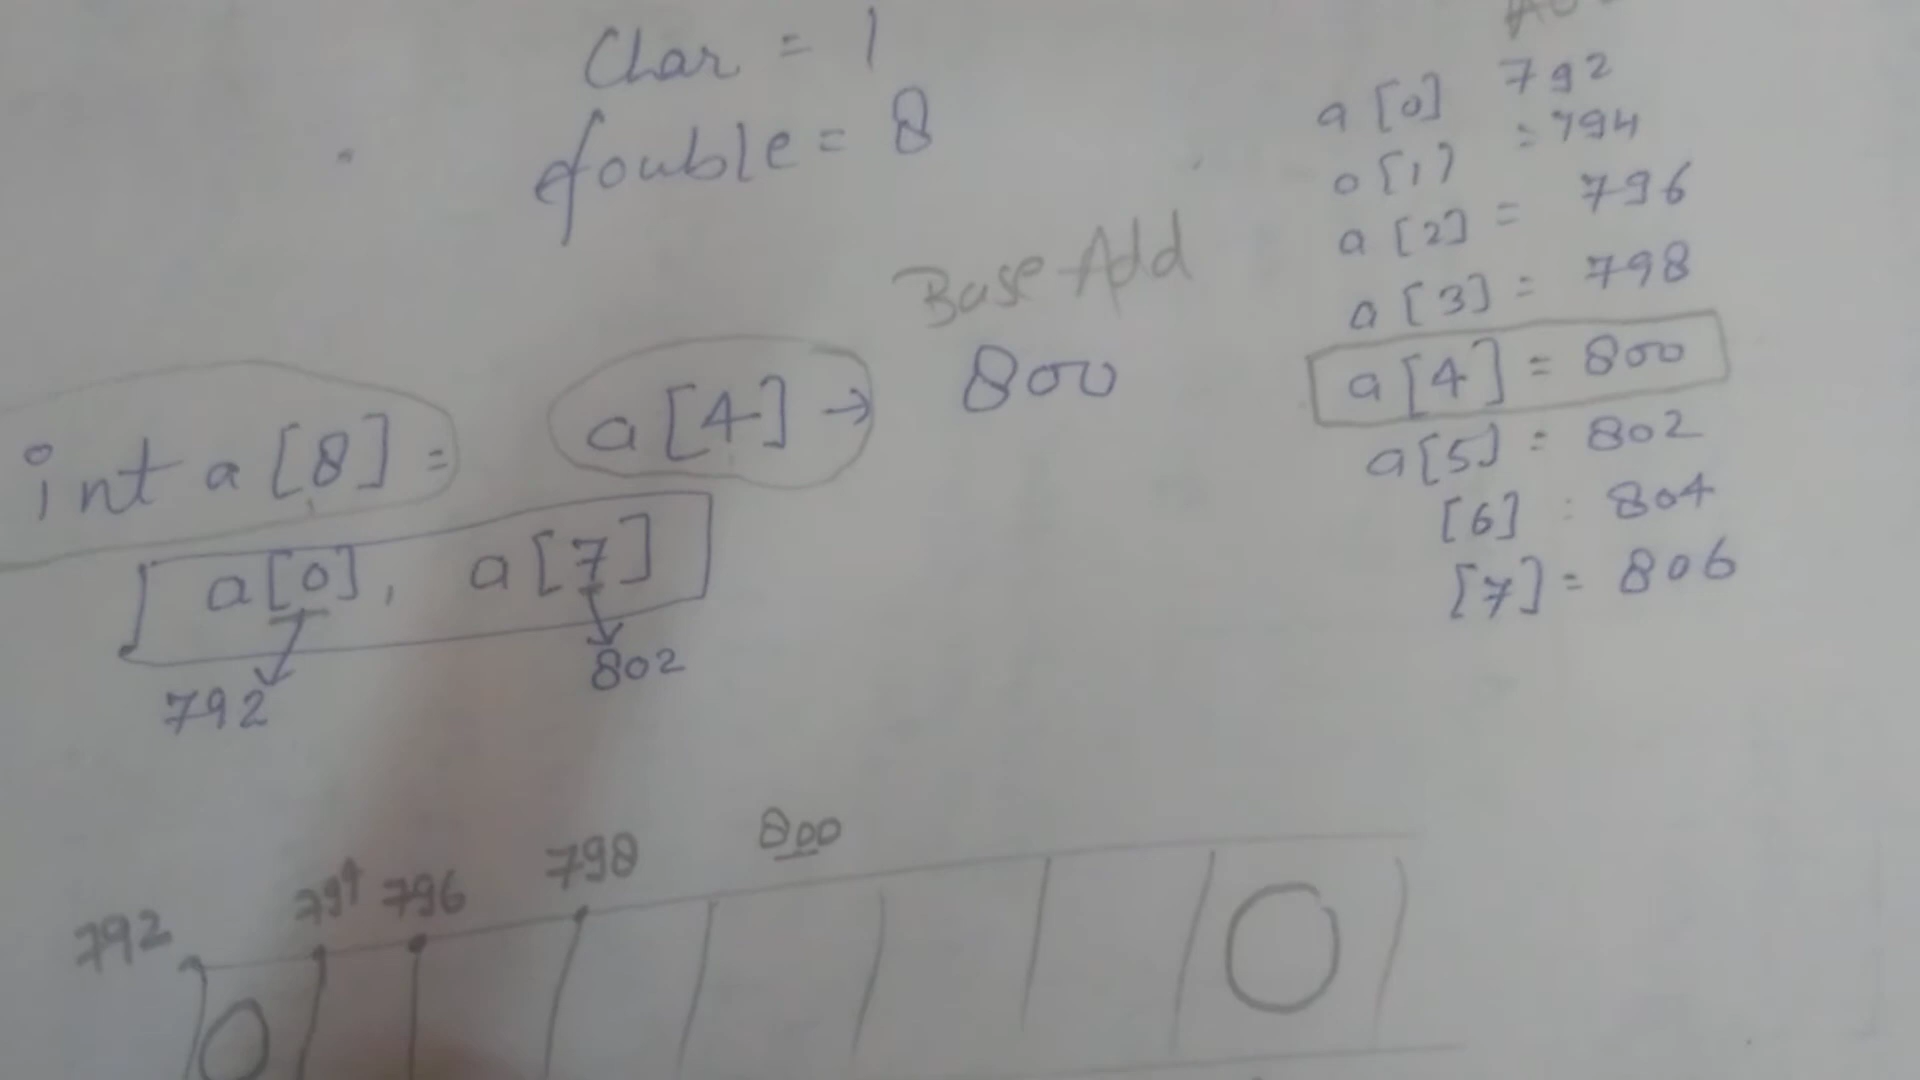 Char = 1
double = 8
Base Add
int a[8] =
a[4] → 800
a[0], a[7]
792
802
a[0] 792
a[1] = 794
a[2] = 796
a[3] = 798
a[4] = 800
a[5] = 802
[6] : 804
[7] = 806
792 794 796 798 800